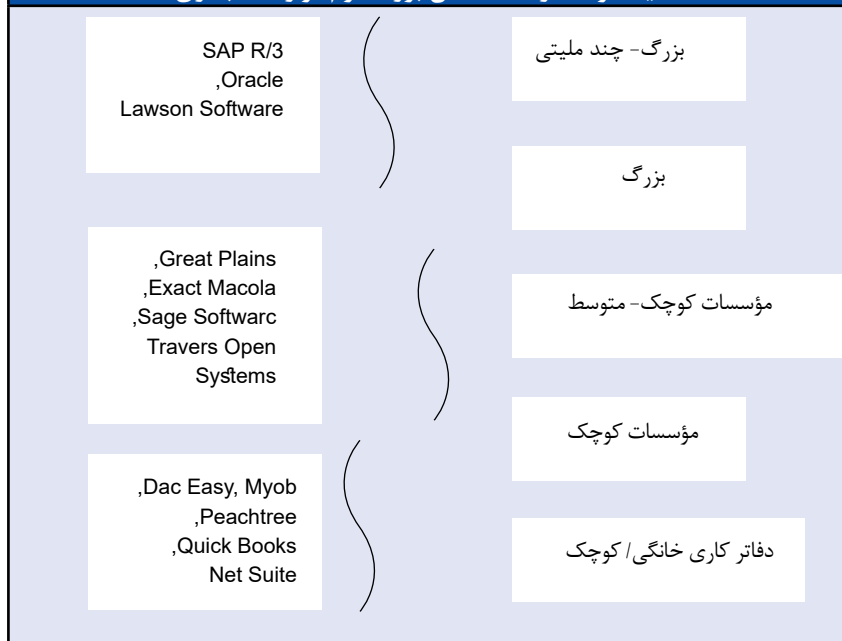 بزرگ- چند ملیتی
SAP R/3
Oracle,
Lawson Software
بزرگ
Great Plains,
Exact Macola,
Sage Softwarc,
Travers Open
Systems
مؤسسات کوچک- متوسط
مؤسسات کوچک
Dac Easy, Myob,
Peachtree,
Quick Books,
Net Suite
دفاتر کاری خانگی/ کوچک